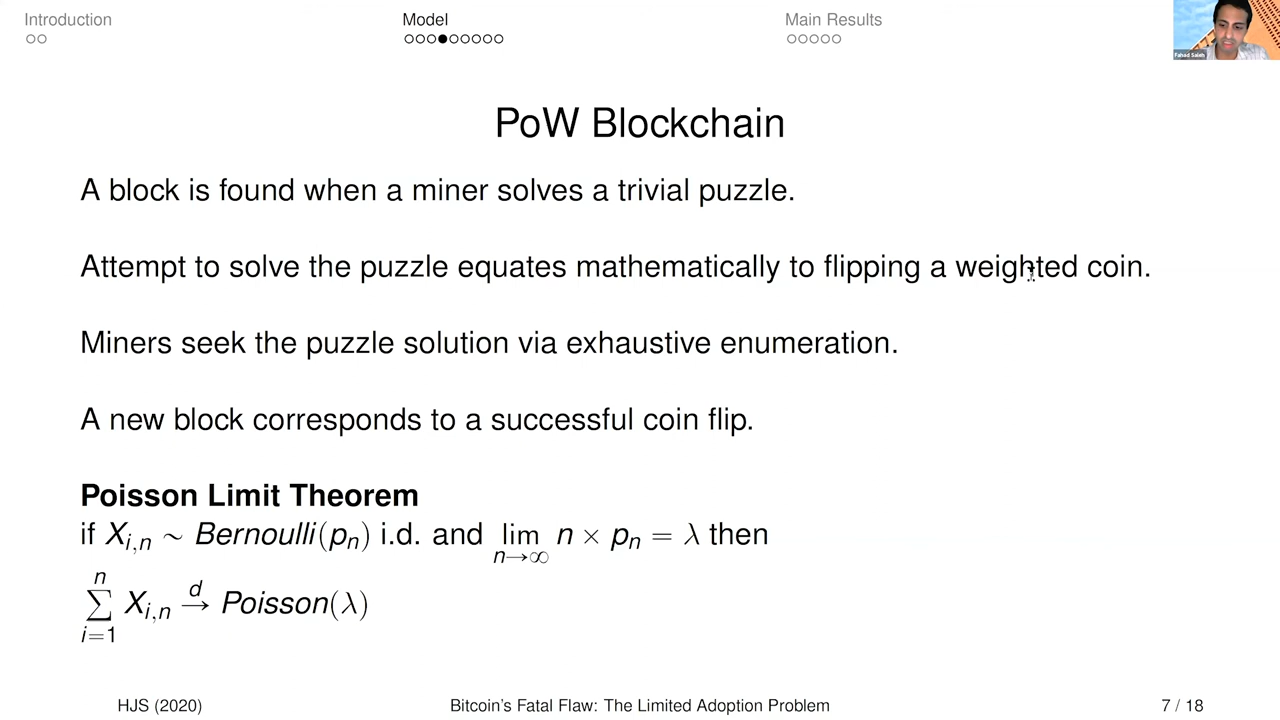 Introduction
Model
Main Results
Fahad Saleh
PoW Blockchain
A block is found when a miner solves a trivial puzzle.
Attempt to solve the puzzle equates mathematically to flipping a weighted coin.
Miners seek the puzzle solution via exhaustive enumeration.
A new block corresponds to a successful coin flip.
Poisson Limit Theorem
if X_{i,n} ∼ Bernoulli(p_n) i.d. and lim_{n→∞} n × p_n = λ then
∑_{i=1}^{n} X_{i,n} →^d Poisson(λ)
HJS (2020)
Bitcoin's Fatal Flaw: The Limited Adoption Problem
7 / 18